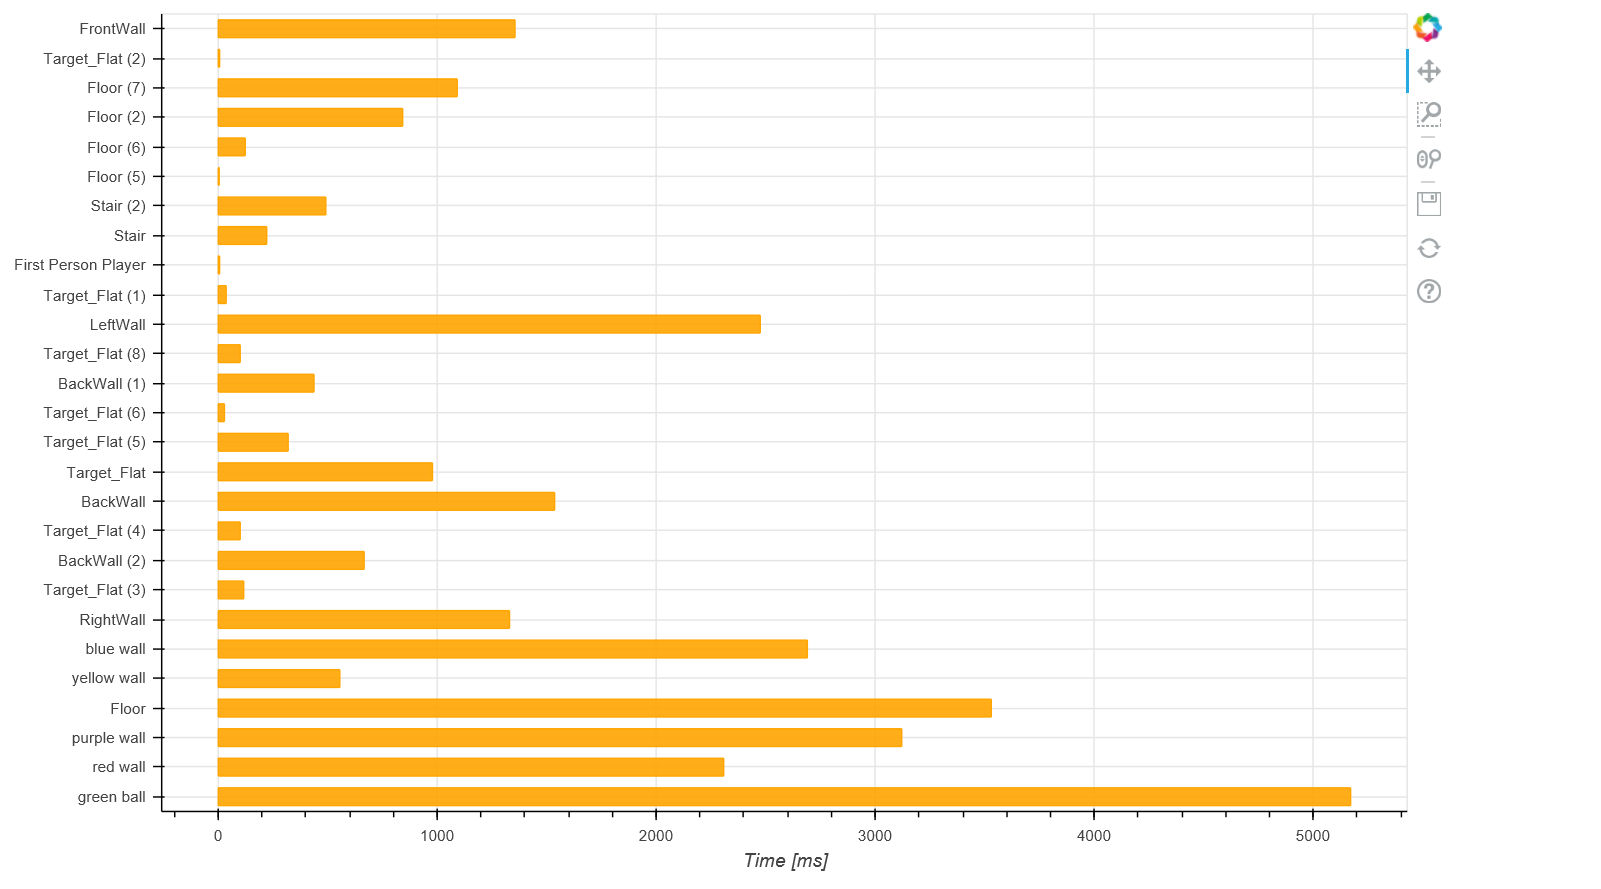 FrontWall
Target_Flat (2)
Floor (7)
Floor (2)
Floor (6)
Floor (5)
Stair (2)
Stair
First Person Player
Target_Flat (1)
LeftWall
Target_Flat (8)
BackWall (1)
Target_Flat (6)
Target_Flat (5)
Target_Flat
BackWall
Target_Flat (4)
BackWall (2)
Target_Flat (3)
RightWall
blue wall
yellow wall
Floor
purple wall
red wall
green ball
0 1000 2000 3000 4000 5000
Time [ms]